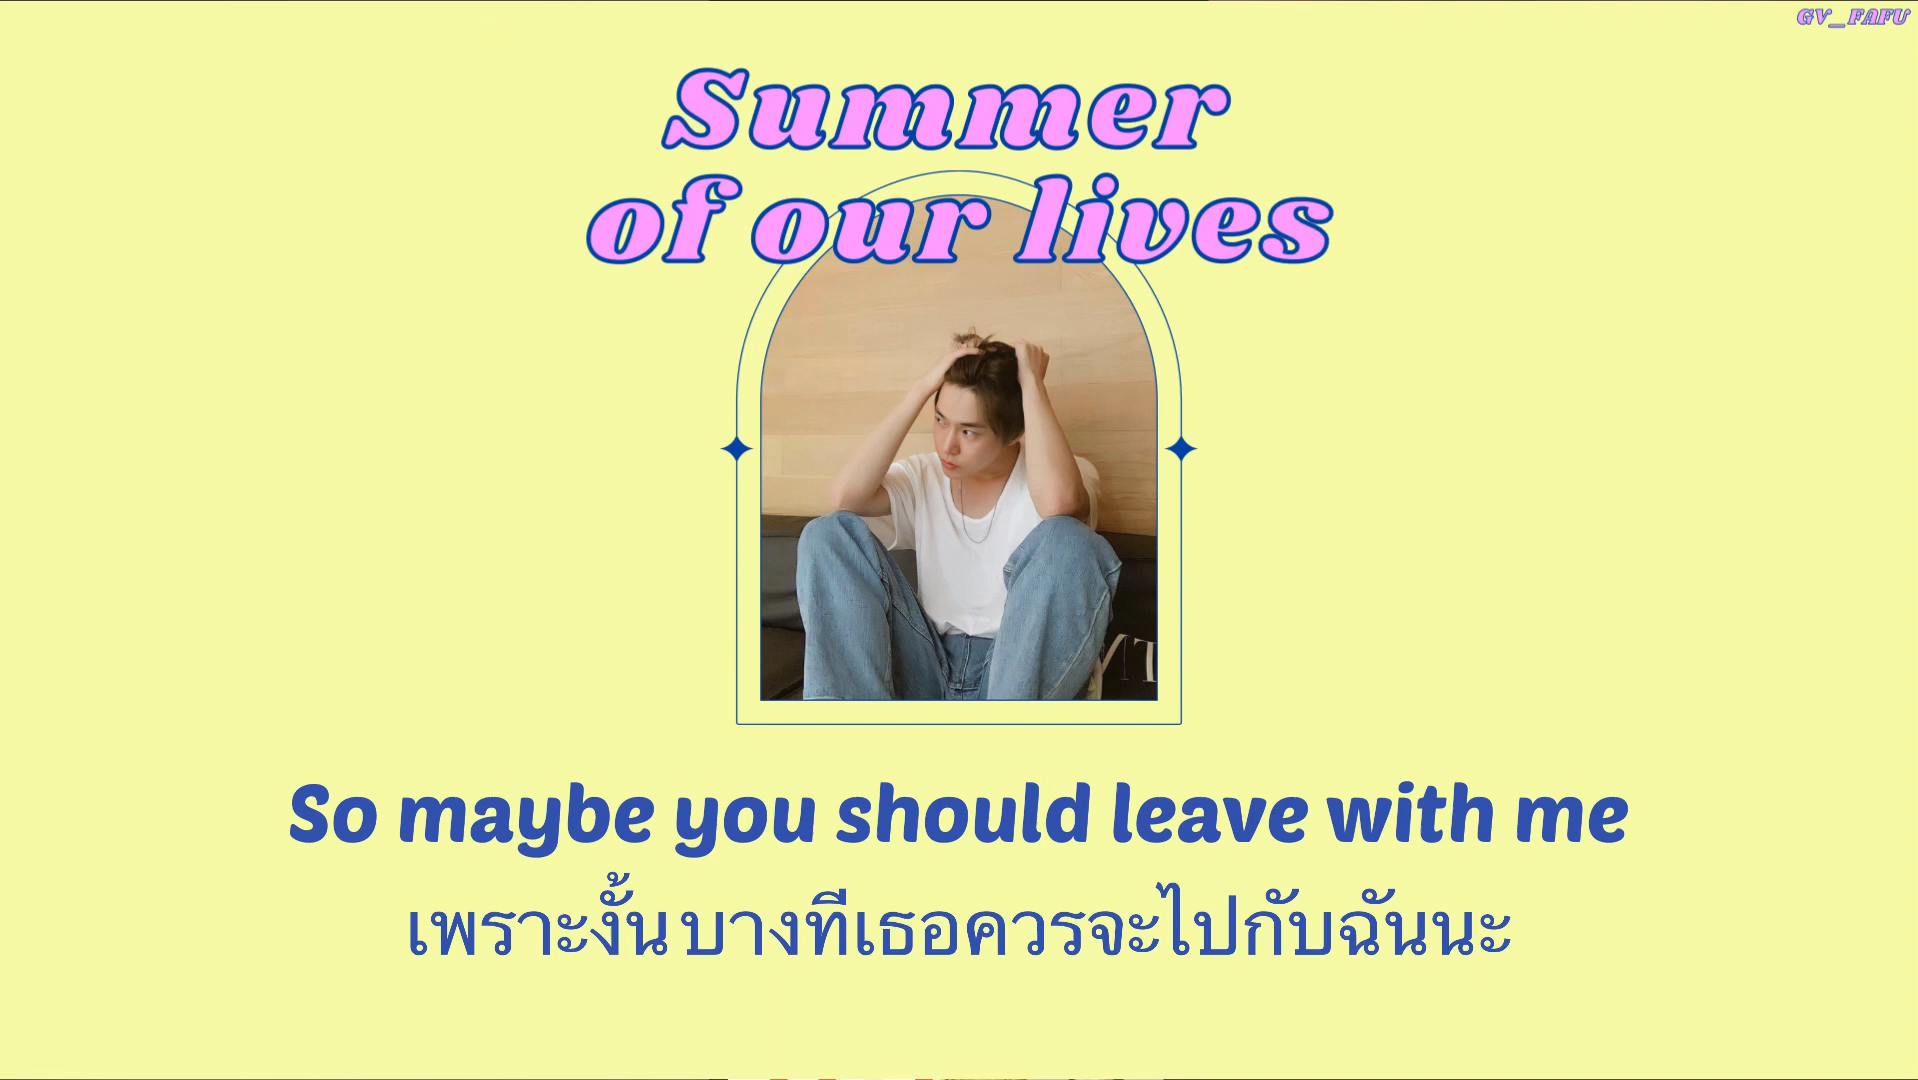 GV_FAFU
Summer
of our lives
So maybe you should leave with me
เพราะงั้น บางทีเธอควรจะไปกับฉันนะ